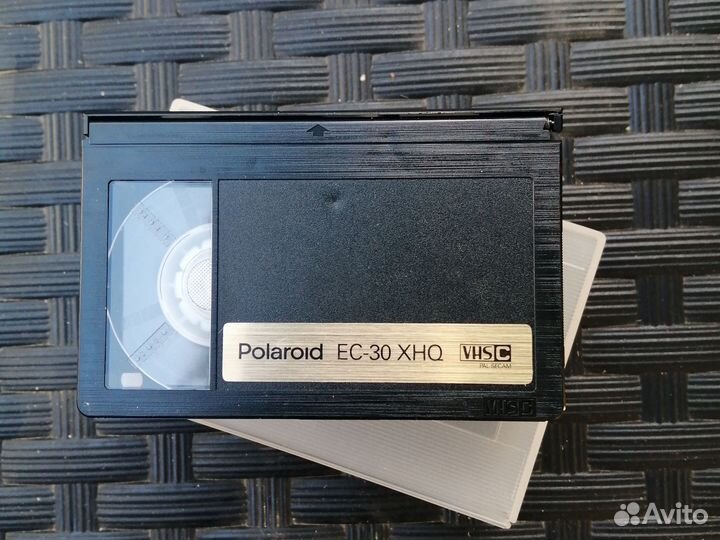 Polaroid EC-30 XHQ VHS C
PAL SECAM
VHS C
Avito